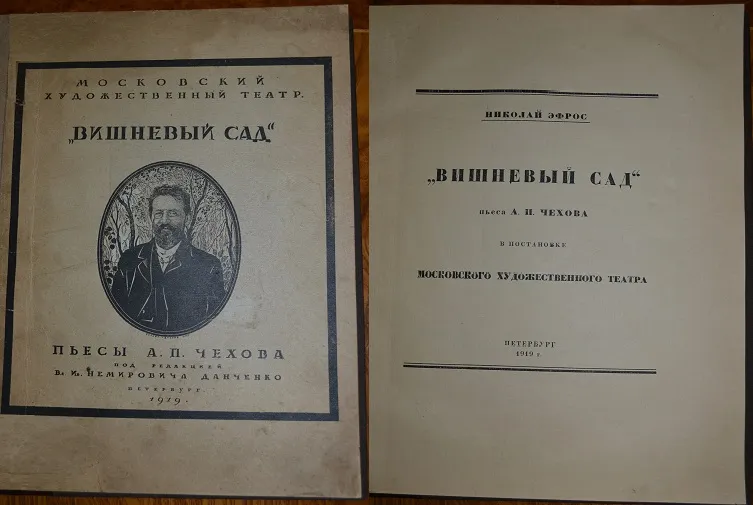 МОСКОВСКИЙ
ХУДОЖЕСТВЕННЫЙ ТЕАТР.
„ВИШНЕВЫЙ САД“
ПЬЕСЫ А. П. ЧЕХОВА
ПОД РЕДАКЦИЕЙ
Вл. Ив. НЕМИРОВИЧА ДАНЧЕНКО
ПЕТЕРБУРГ.
1919.
НИКОЛАЙ ЭФРОС
„ВИШНЕВЫЙ САД“
пьеса А. П. ЧЕХОВА
В ПОСТАНОВКЕ
МОСКОВСКОГО ХУДОЖЕСТВЕННОГО ТЕАТРА
ПЕТЕРБУРГ
1919 г.